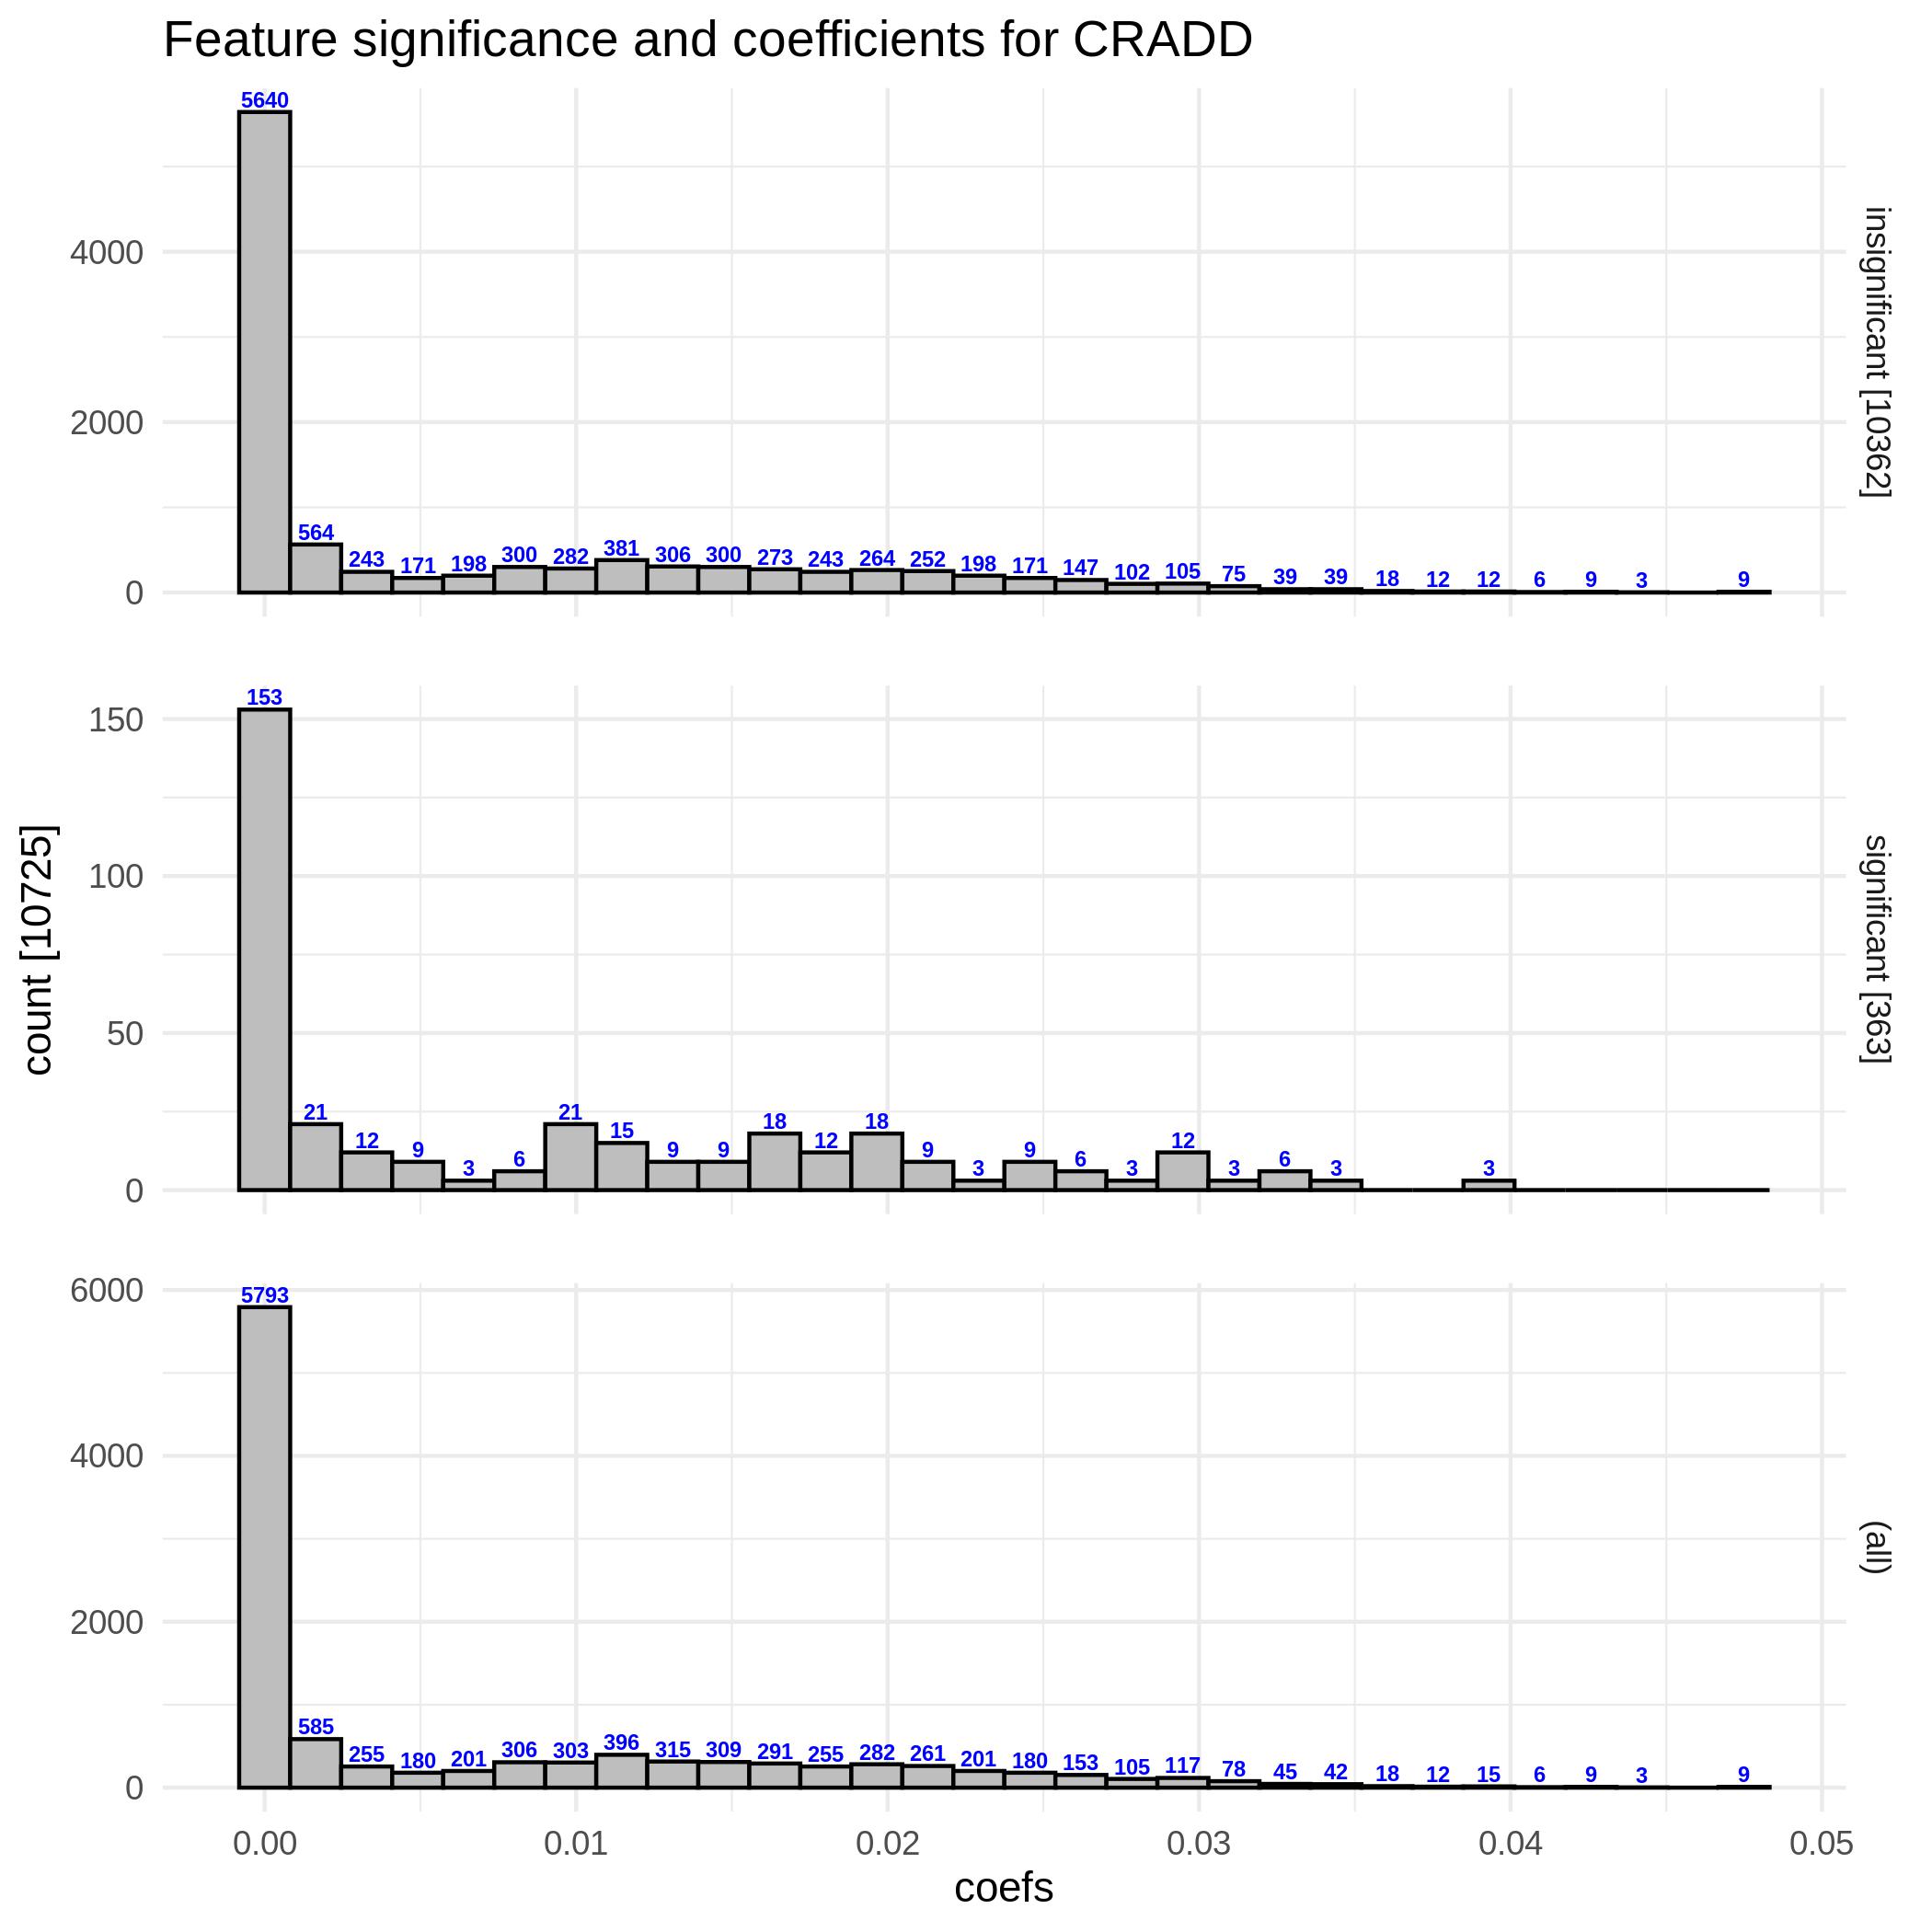 Feature significance and coefficients for CRADD
5640
564 243 171 198 300 282 381 306 300 273 243 264 252 198 171 147 102 105 75 39 39 18 12 12 6 9 3 9
4000
2000
0
insignificant [10362]
153
21 12 9 3 6 21 15 9 9 18 12 18 9 3 9 6 3 12 3 6 3 3
150
100
50
0
significant [363]
count [10725]
5793
585 255 180 201 306 303 396 315 309 291 255 282 261 201 180 153 105 117 78 45 42 18 12 15 6 9 3 9
6000
4000
2000
0
(all)
0.00 0.01 0.02 0.03 0.04 0.05
coefs